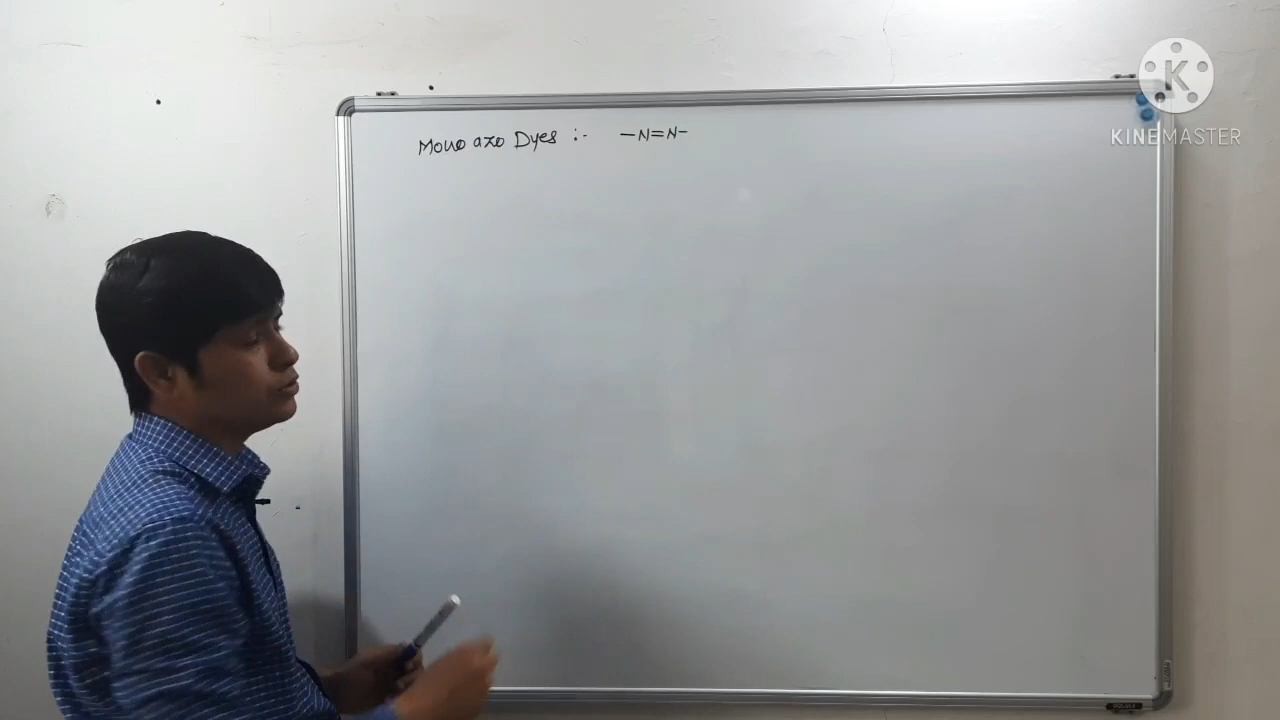 Mono azo Dyes :- –N=N–
K
KINEMASTER